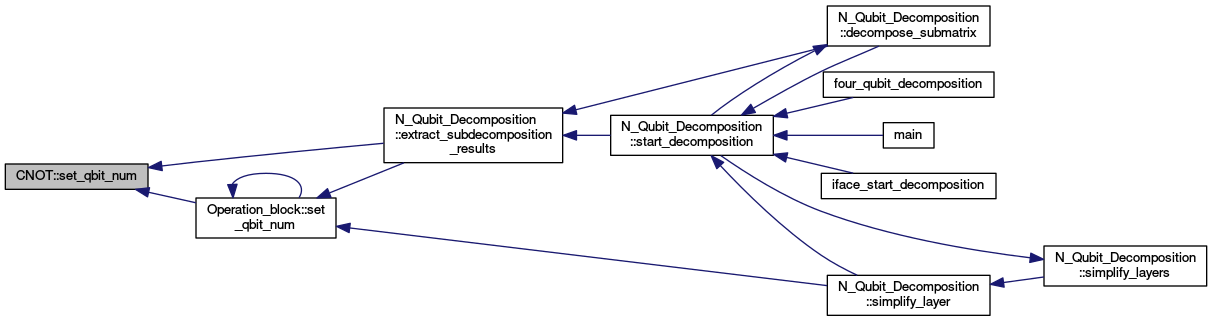 CNOT::set_qbit_num
Operation_block::set
_qbit_num
N_Qubit_Decomposition
::extract_subdecomposition
_results
N_Qubit_Decomposition
::start_decomposition
N_Qubit_Decomposition
::decompose_submatrix
four_qubit_decomposition
main
iface_start_decomposition
N_Qubit_Decomposition
::simplify_layer
N_Qubit_Decomposition
::simplify_layers